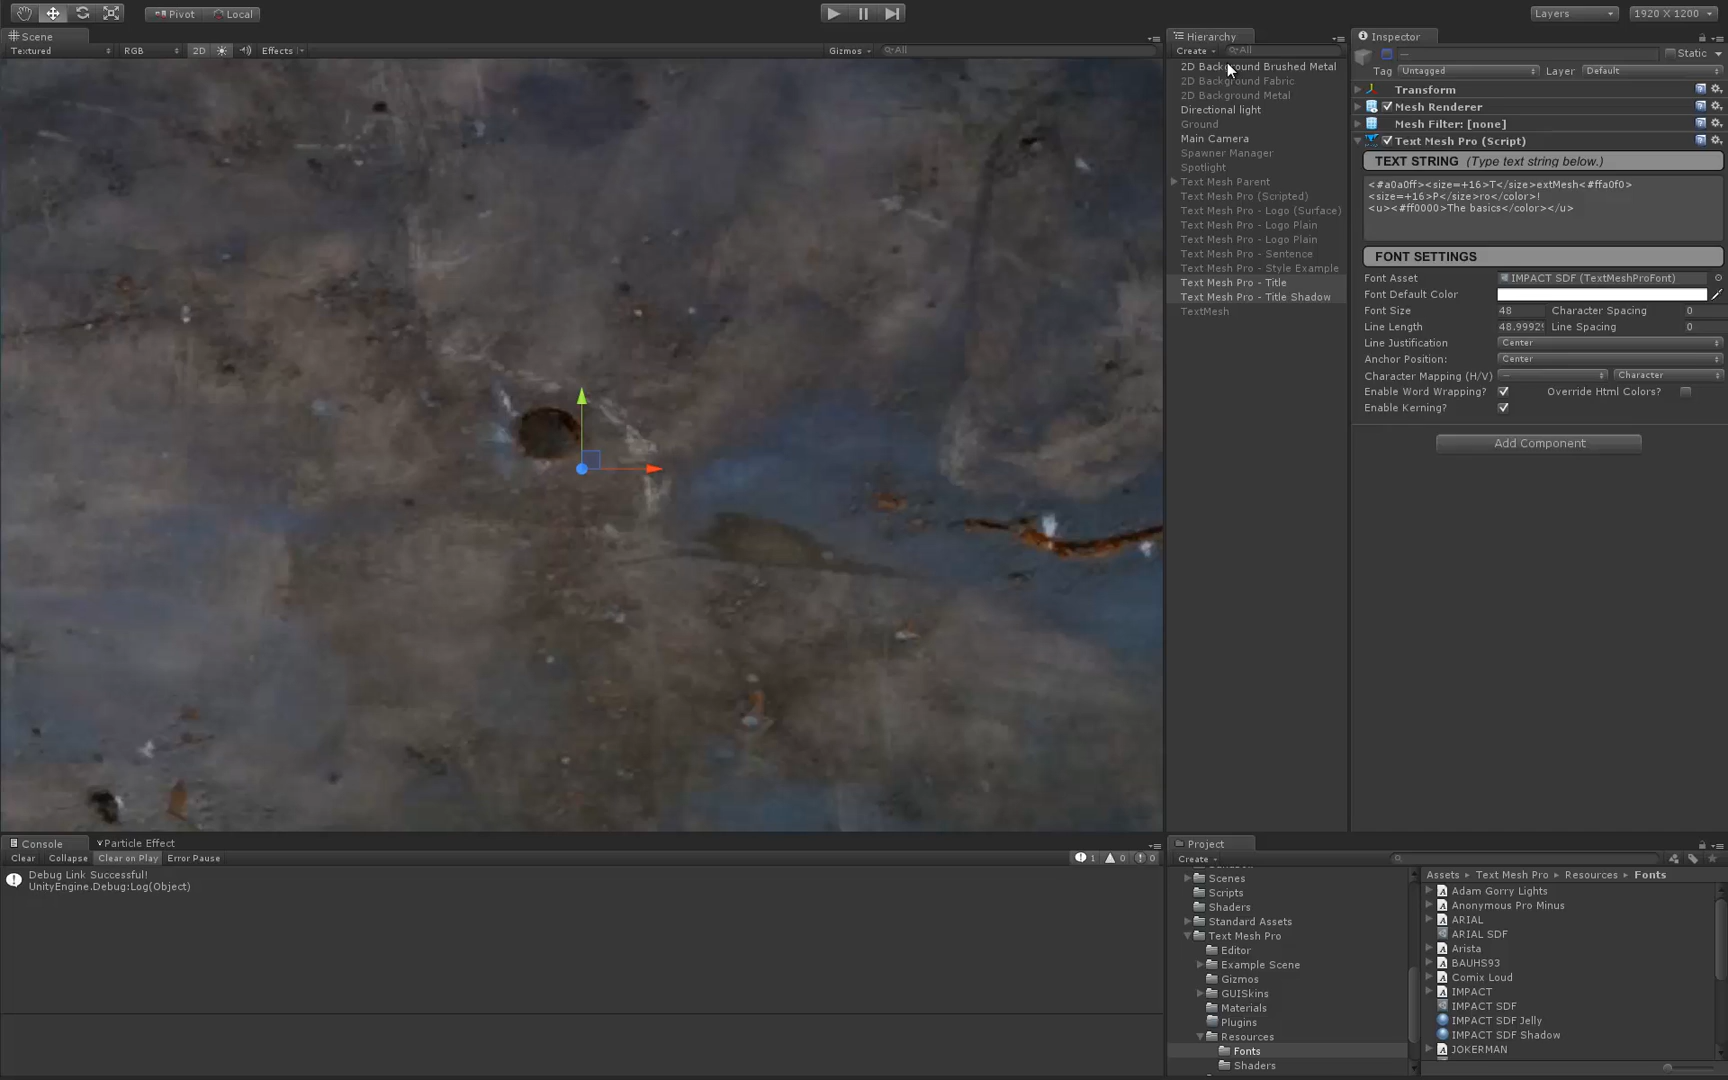 Pivot Local
Layers 1920 X 1200
Scene
Textured RGB 2D Effects Gizmos All
Hierarchy
Create All
2D Background Brushed Metal
2D Background Fabric
2D Background Metal
Directional light
Ground
Main Camera
Spawner Manager
Spotlight
Text Mesh Parent
Text Mesh Pro (Scripted)
Text Mesh Pro - Logo (Surface)
Text Mesh Pro - Logo Plain
Text Mesh Pro - Logo Plain
Text Mesh Pro - Sentence
Text Mesh Pro - Style Example
Text Mesh Pro - Title
Text Mesh Pro - Title Shadow
TextMesh
Inspector
— Static
Tag Untagged Layer Default
Transform
Mesh Renderer
Mesh Filter: [none]
Text Mesh Pro (Script)
TEXT STRING (Type text string below.)
<#a0a0ff><size=+16>T</size>extMesh<#ffa0f0>
<size=+16>P</size>ro</color>!
<u><#ff0000>The basics</color></u>
FONT SETTINGS
Font Asset IMPACT SDF (TextMeshProFont)
Font Default Color
Font Size 48 Character Spacing 0
Line Length 48.9992 Line Spacing 0
Line Justification Center
Anchor Position: Center
Character Mapping (H/V) — Character
Enable Word Wrapping? Override Html Colors?
Enable Kerning?
Add Component
Console Particle Effect
Clear Collapse Clear on Play Error Pause 1 0 0
Debug Link Successful!
UnityEngine.Debug:Log(Object)
Project
Create
Scenes
Scripts
Shaders
Standard Assets
Text Mesh Pro
Editor
Example Scene
Gizmos
GUISkins
Materials
Plugins
Resources
Fonts
Shaders
Assets Text Mesh Pro Resources Fonts
Adam Gorry Lights
Anonymous Pro Minus
ARIAL
ARIAL SDF
Arista
BAUHS93
Comix Loud
IMPACT
IMPACT SDF
IMPACT SDF Jelly
IMPACT SDF Shadow
JOKERMAN